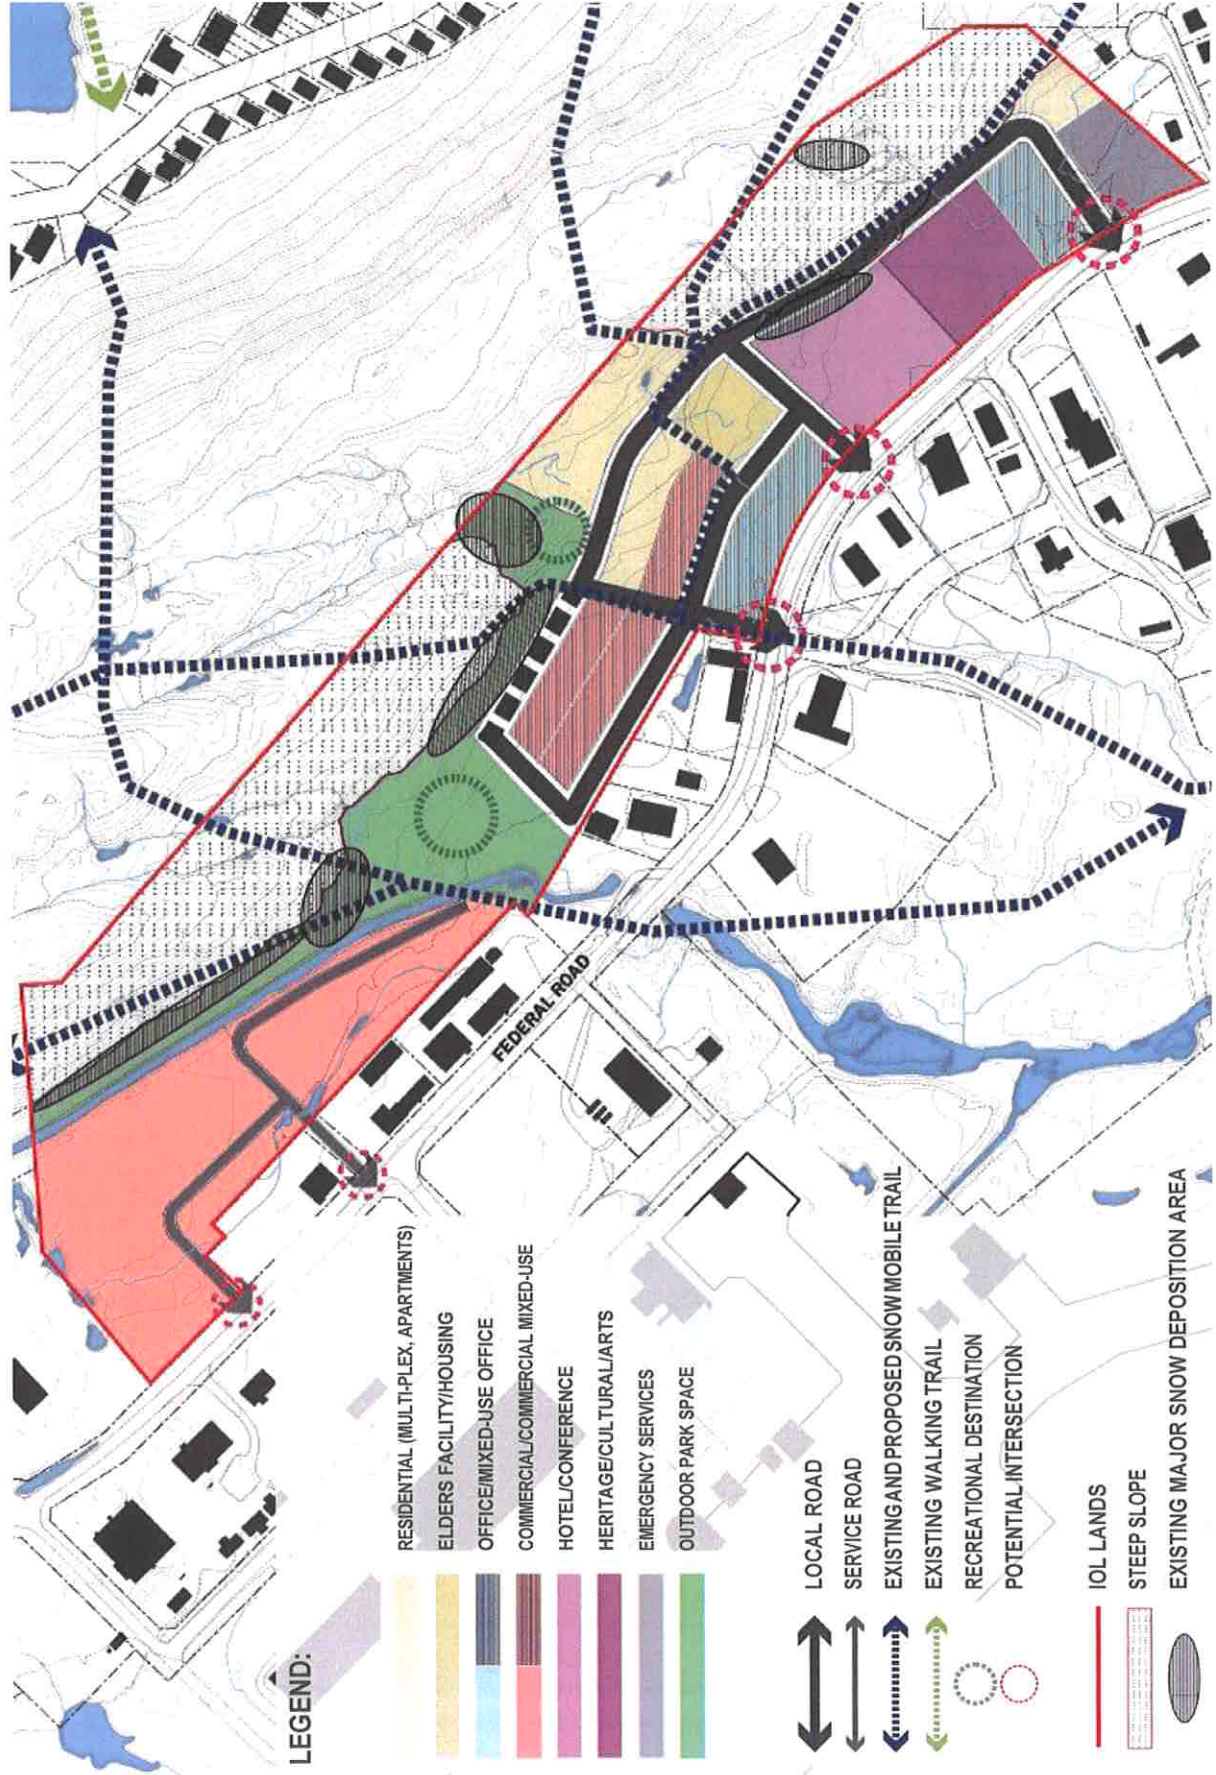 FEDERAL ROAD
LEGEND:
RESIDENTIAL (MULTI-PLEX, APARTMENTS)
ELDERS FACILITY/HOUSING
OFFICE/MIXED-USE OFFICE
COMMERCIAL/COMMERCIAL MIXED-USE
HOTEL/CONFERENCE
HERITAGE/CULTURAL/ARTS
EMERGENCY SERVICES
OUTDOOR PARK SPACE
LOCAL ROAD
SERVICE ROAD
EXISTING AND PROPOSED SNOWMOBILE TRAIL
EXISTING WALKING TRAIL
RECREATIONAL DESTINATION
POTENTIAL INTERSECTION
IOL LANDS
STEEP SLOPE
EXISTING MAJOR SNOW DEPOSITION AREA